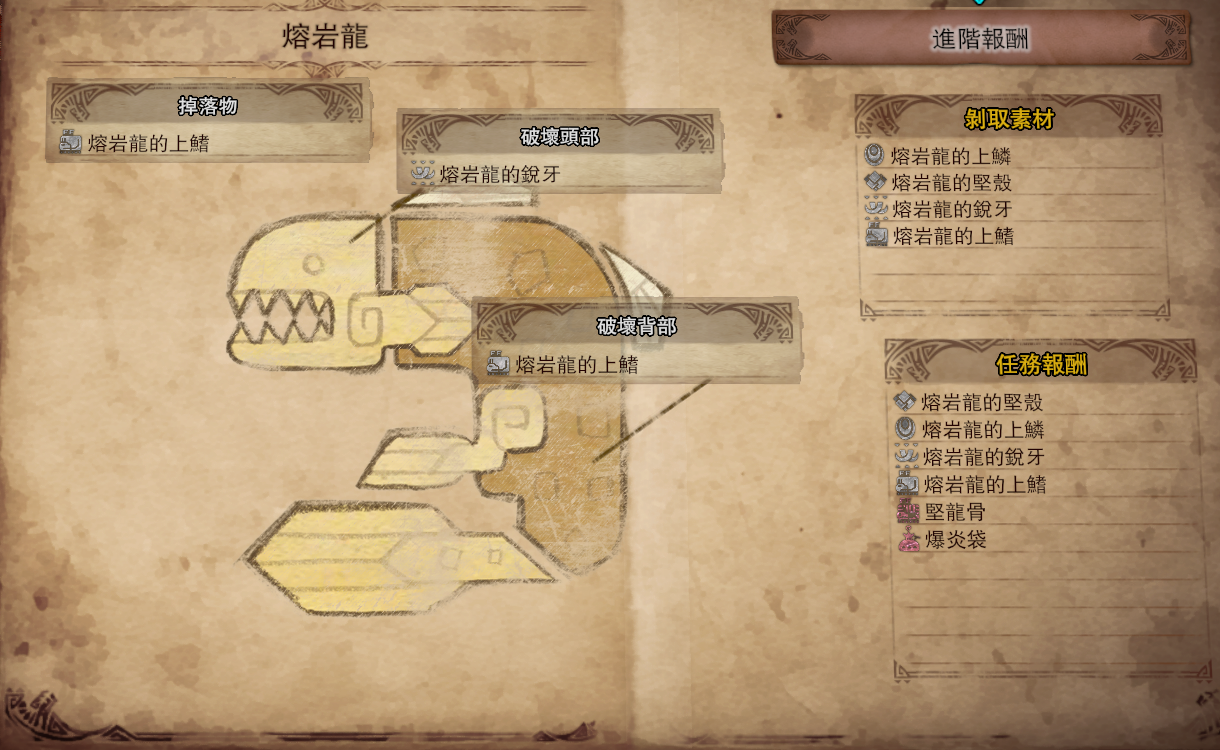 熔岩龍
掉落物
熔岩龍的上鰭
破壞頭部
熔岩龍的銳牙
破壞背部
熔岩龍的上鰭
進階報酬
剝取素材
熔岩龍的上鱗
熔岩龍的堅殼
熔岩龍的銳牙
熔岩龍的上鰭
任務報酬
熔岩龍的堅殼
熔岩龍的上鱗
熔岩龍的銳牙
熔岩龍的上鰭
堅龍骨
爆炎袋